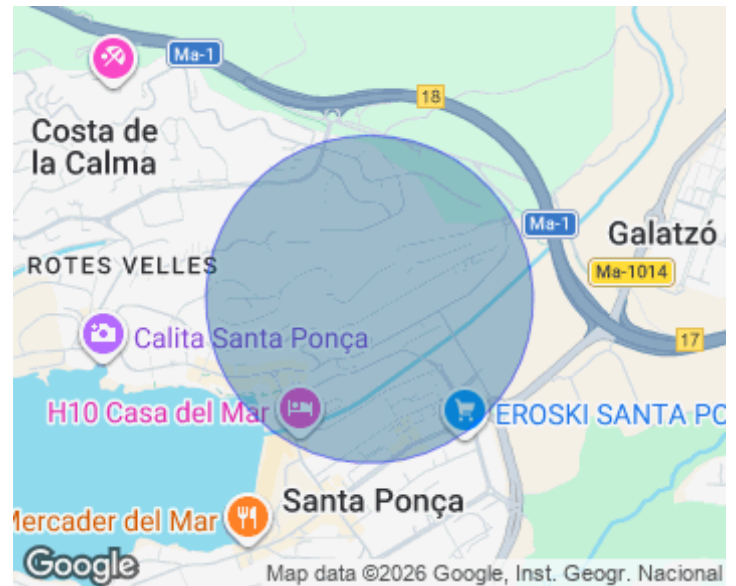 Ma-1
18
Costa de
la Calma
Ma-1
Galatzó
ROTES VELLES
Ma-1014
Calita Santa Ponça
17
H10 Casa del Mar
EROSKI SANTA PO
Santa Ponça
Mercader del Mar
Google
Map data ©2026 Google, Inst. Geogr. Nacional